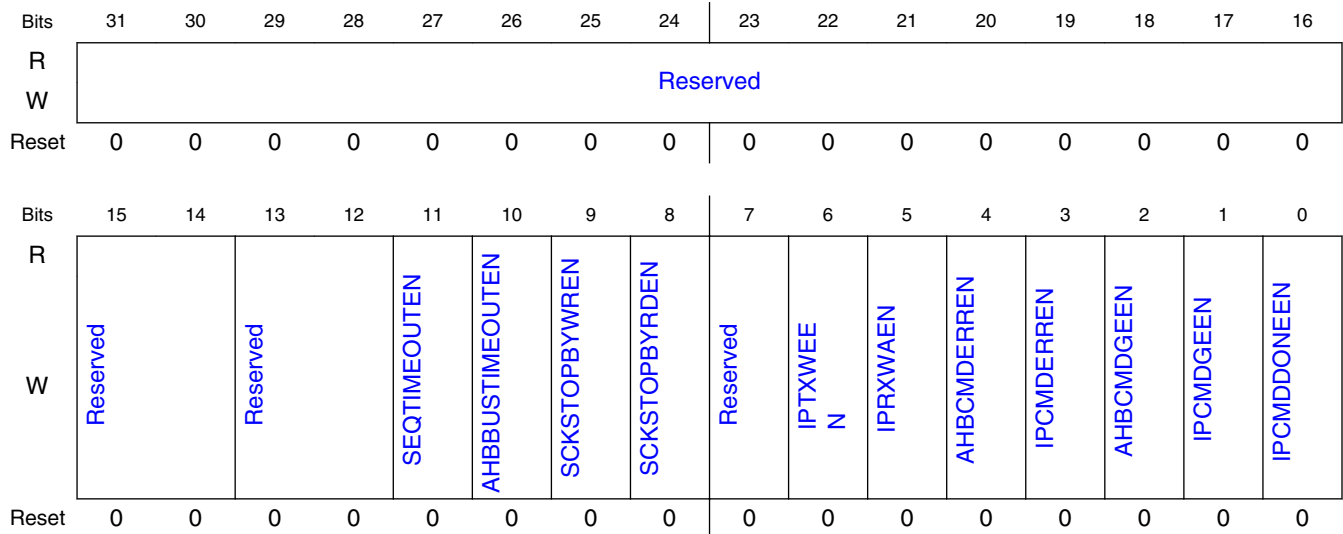 Bits 31 30 29 28 27 26 25 24 23 22 21 20 19 18 17 16
R
Reserved
W
Reset 0 0 0 0 0 0 0 0 0 0 0 0 0 0 0 0
Bits 15 14 13 12 11 10 9 8 7 6 5 4 3 2 1 0
R
W
Reserved
Reserved
SEQTIMEOUTEN
AHBBUSTIMEOUTEN
SCKSTOPBYWREN
SCKSTOPBYRDEN
Reserved
IPTXWEE
N
IPRXWAEN
AHBCMDERREN
IPCMDERREN
AHBCMDGEEN
IPCMDGEEN
IPCMDDONEEN
Reset 0 0 0 0 0 0 0 0 0 0 0 0 0 0 0 0